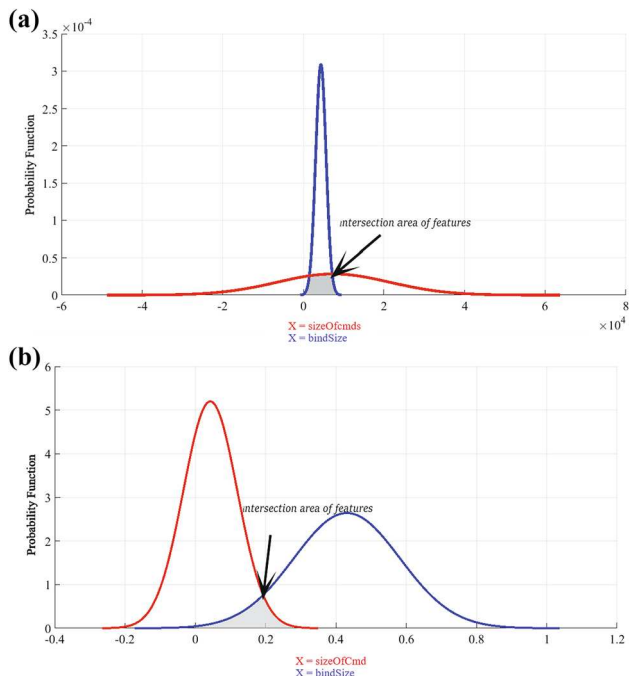 (a)
×10⁻⁴
3.5
3
2.5
2
1.5
1
0.5
0
Probability Function
ntersection area of features
-6 -4 -2 0 2 4 6 8
×10⁴
X = sizeOfcmds
X = bindSize
(b)
6
5
4
3
2
1
0
Probability Function
ntersection area of features
-0.4 -0.2 0 0.2 0.4 0.6 0.8 1 1.2
X = sizeOfCmd
X = bindSize